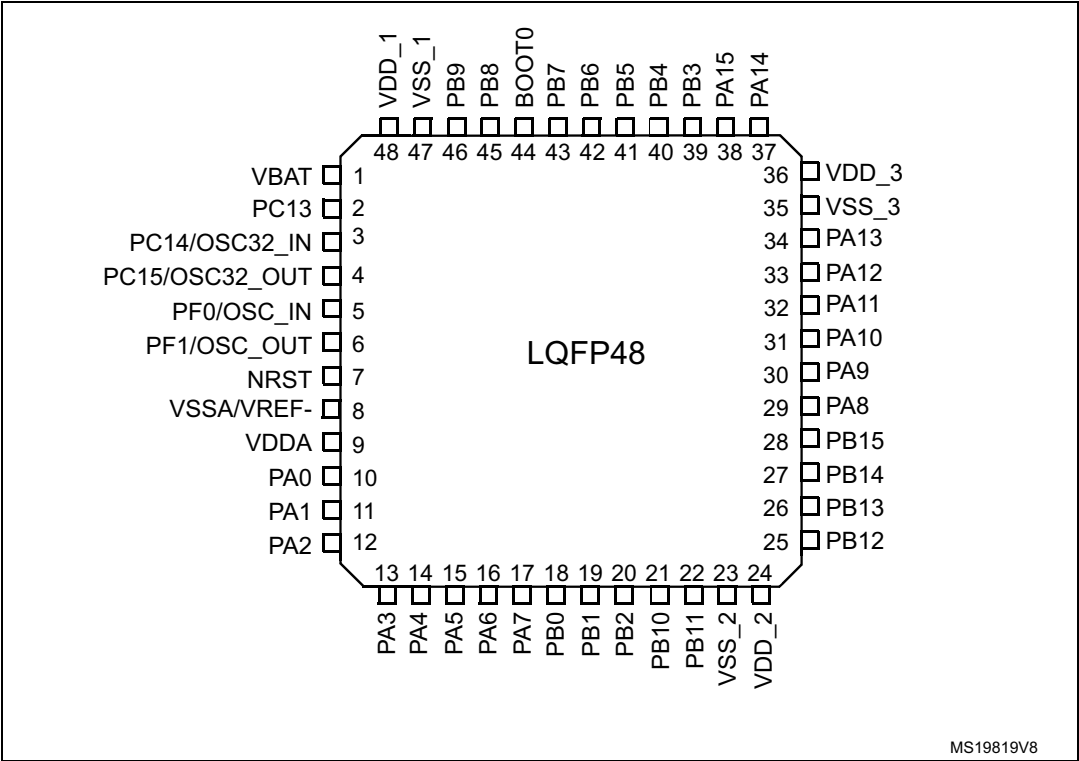 VDD_1
VSS_1
PB9
PB8
BOOT0
PB7
PB6
PB5
PB4
PB3
PA15
PA14
48 47 46 45 44 43 42 41 40 39 38 37
VBAT 1
PC13 2
PC14/OSC32_IN 3
PC15/OSC32_OUT 4
PF0/OSC_IN 5
PF1/OSC_OUT 6
NRST 7
VSSA/VREF- 8
VDDA 9
PA0 10
PA1 11
PA2 12
LQFP48
36 VDD_3
35 VSS_3
34 PA13
33 PA12
32 PA11
31 PA10
30 PA9
29 PA8
28 PB15
27 PB14
26 PB13
25 PB12
13 14 15 16 17 18 19 20 21 22 23 24
PA3
PA4
PA5
PA6
PA7
PB0
PB1
PB2
PB10
PB11
VSS_2
VDD_2
MS19819V8